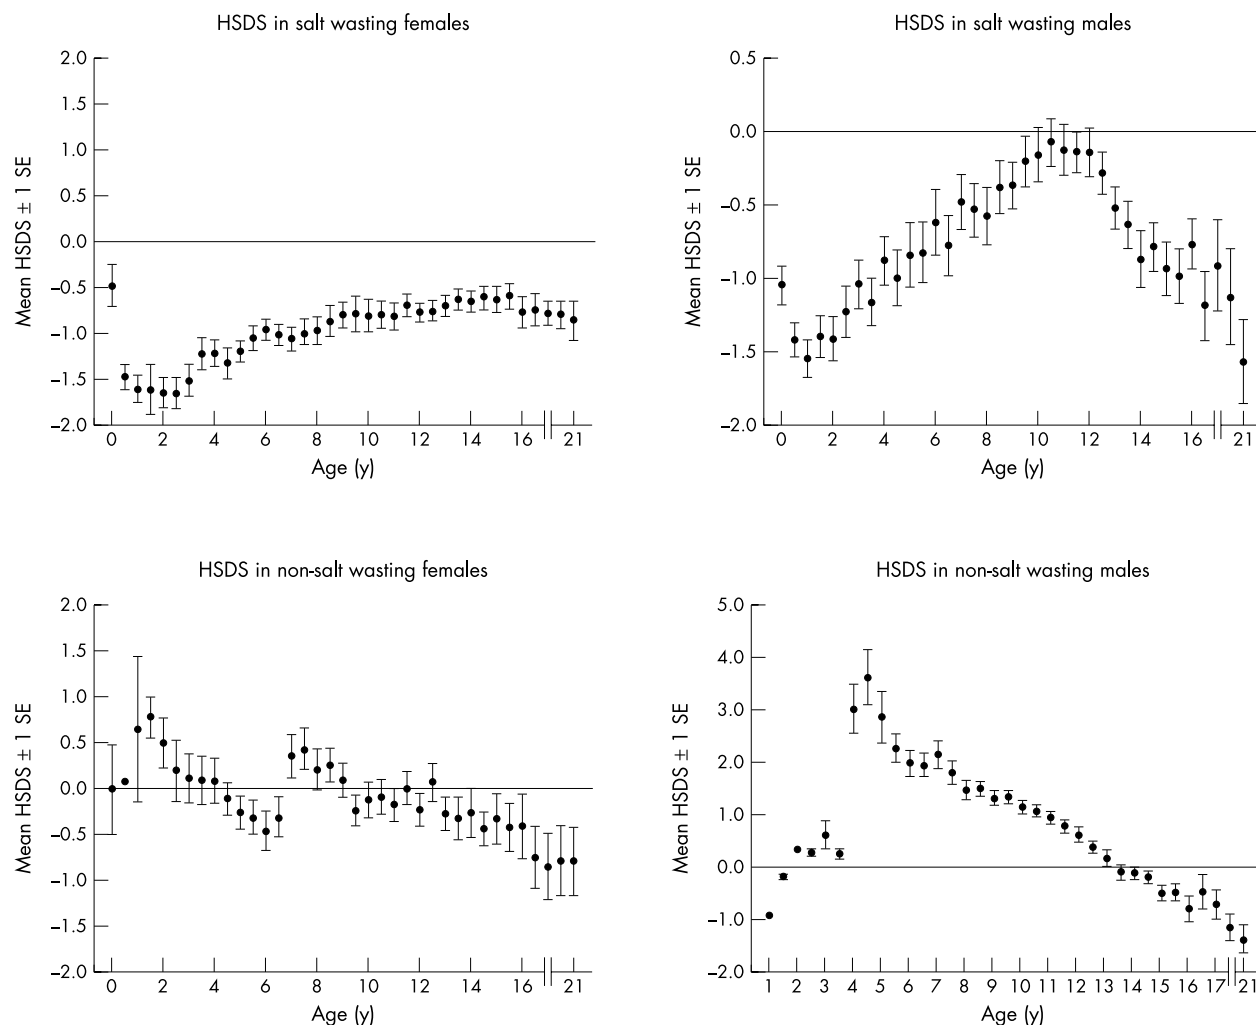 HSDS in salt wasting females
2.0
1.5
1.0
0.5
0.0
–0.5
–1.0
–1.5
–2.0
Mean HSDS ± 1 SE
0 2 4 6 8 10 12 14 16 21
Age (y)
HSDS in salt wasting males
0.5
0.0
–0.5
–1.0
–1.5
–2.0
Mean HSDS ± 1 SE
0 2 4 6 8 10 12 14 16 21
Age (y)
HSDS in non-salt wasting females
2.0
1.5
1.0
0.5
0.0
–0.5
–1.0
–1.5
–2.0
Mean HSDS ± 1 SE
0 2 4 6 8 10 12 14 16 21
Age (y)
HSDS in non-salt wasting males
5.0
4.0
3.0
2.0
1.0
0.0
–1.0
–2.0
Mean HSDS ± 1 SE
1 2 3 4 5 6 7 8 9 10 11 12 13 14 15 16 17 21
Age (y)